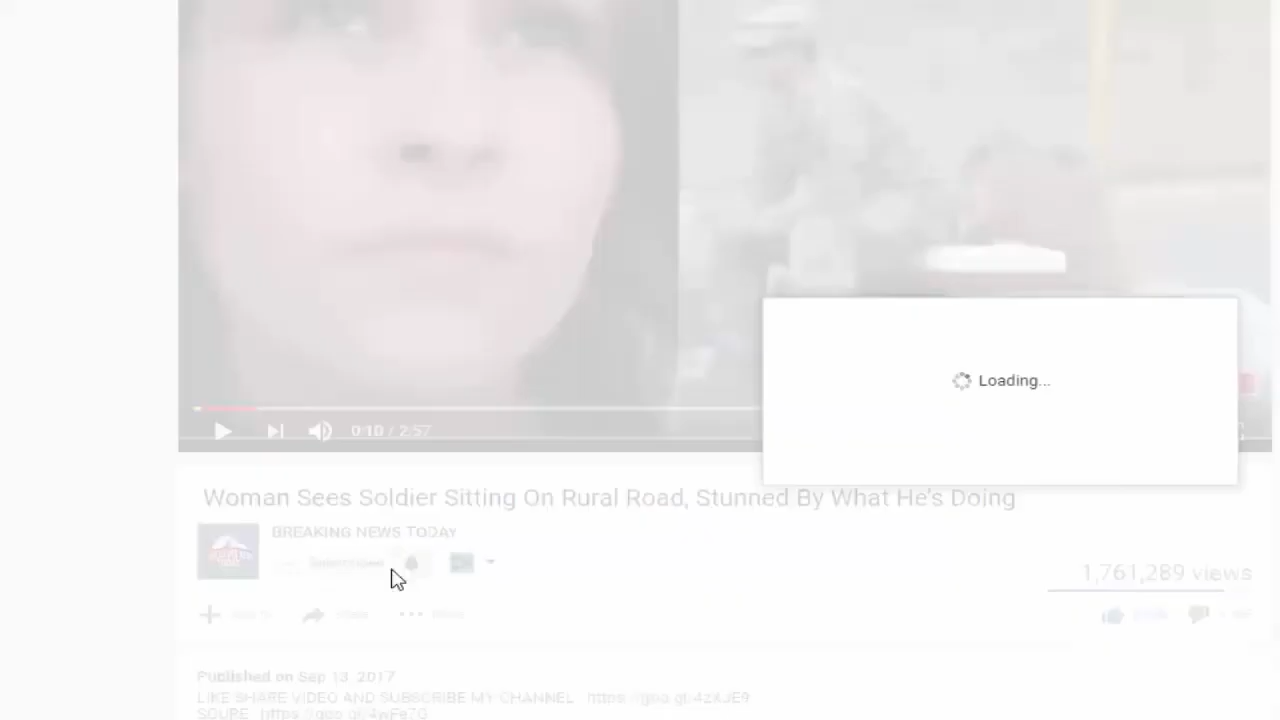 Loading...
0:10 / 2:57
Woman Sees Soldier Sitting On Rural Road, Stunned By What He's Doing
BREAKING NEWS TODAY
1,761,289 views
Published on Sep 13, 2017
LIKE SHARE VIDEO AND SUBSCRIBE MY CHANNEL